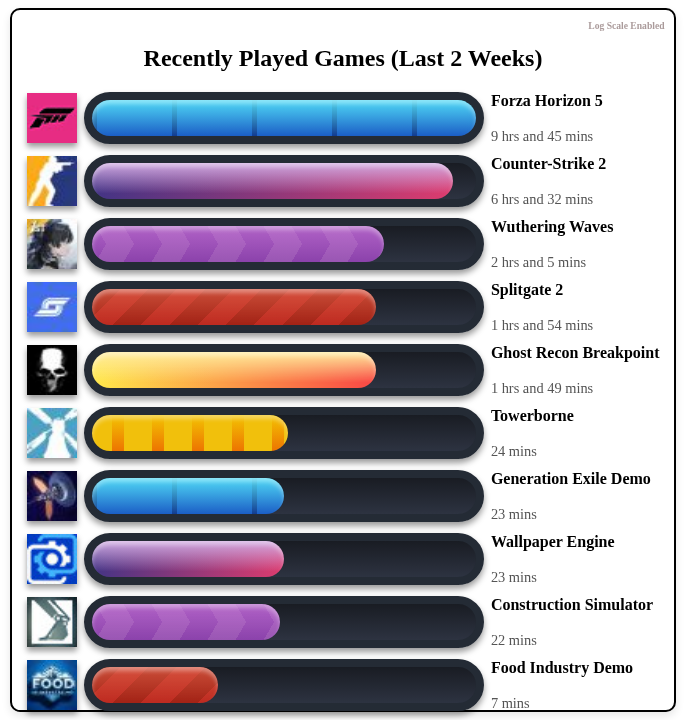 Log Scale Enabled
Recently Played Games (Last 2 Weeks)
Forza Horizon 5
9 hrs and 45 mins
Counter-Strike 2
6 hrs and 32 mins
Wuthering Waves
2 hrs and 5 mins
Splitgate 2
1 hrs and 54 mins
Ghost Recon Breakpoint
1 hrs and 49 mins
Towerborne
24 mins
Generation Exile Demo
23 mins
Wallpaper Engine
23 mins
Construction Simulator
22 mins
FOOD
Food Industry Demo
7 mins